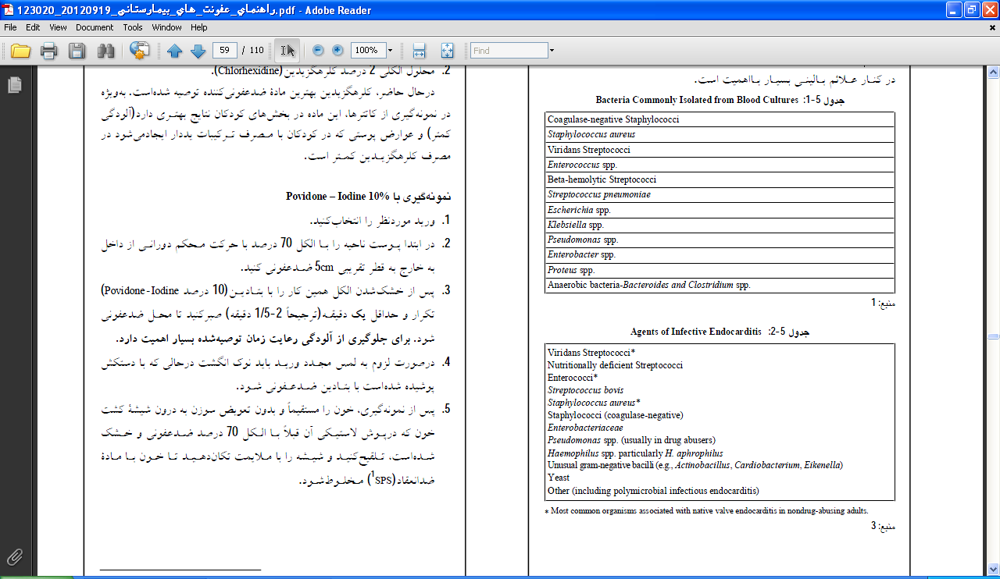 123020_20120919_راهنماي_عفونت_هاي_بيمارستاني.pdf - Adobe Reader
File Edit View Document Tools Window Help
59 / 110 100% Find
در کنار علائم بالینی بسیار بااهمیت است.
جدول 5-1: Bacteria Commonly Isolated from Blood Cultures
Coagulase-negative Staphylococci
Staphylococcus aureus
Viridans Streptococci
Enterococcus spp.
Beta-hemolytic Streptococci
Streptococcus pneumoniae
Escherichia spp.
Klebsiella spp.
Pseudomonas spp.
Enterobacter spp.
Proteus spp.
Anaerobic bacteria-Bacteroides and Clostridium spp.
منبع: 1
جدول 5-2: Agents of Infective Endocarditis
Viridans Streptococci*
Nutritionally deficient Streptococci
Enterococci*
Streptococcus bovis
Staphylococcus aureus*
Staphylococci (coagulase-negative)
Enterobacteriaceae
Pseudomonas spp. (usually in drug abusers)
Haemophilus spp. particularly H. aphrophilus
Unusual gram-negative bacilli (e.g., Actinobacillus, Cardiobacterium, Eikenella)
Yeast
Other (including polymicrobial infectious endocarditis)
* Most common organisms associated with native valve endocarditis in nondrug-abusing adults.
منبع: 3
2. محلول الکلی 2 درصد کلرهگزیدین (Chlorhexidine).
درحال حاضر، کلرهگزیدین بهترین مادۀ ضدعفونی‌کننده توصیه شده‌است. به‌ویژه
در نمونه‌گیری از کاتترها. این ماده در بخش‌های کودکان نتایج بهتری دارد(آلودگی
کمتر) و عوارض پوستی که در کودکان با مصرف ترکیبات یددار ایجادمی‌شود در
مصرف کلرهگزیدین کمتر است.
نمونه‌گیری با Povidone – Iodine 10%
1. ورید موردنظر را انتخاب‌کنید.
2. در ابتدا پوست ناحیه را با الکل 70 درصد با حرکت محکم دورانی از داخل
به خارج به قطر تقریبی 5cm ضدعفونی کنید.
3. پس از خشک‌شدن الکل همین کار را با بتادین(10 درصد Povidone-Iodine)
تکرار و حداقل یک دقیقه(ترجیحاً 2-1/5 دقیقه) صبرکنید تا محل ضدعفونی
شود. برای جلوگیری از آلودگی رعایت زمان توصیه‌شده بسیار اهمیت دارد.
4. درصورت لزوم به لمس مجدد ورید باید نوک انگشت درحالی که با دستکش
پوشیده شده‌است با بتادین ضدعفونی شود.
5. پس از نمونه‌گیری، خون را مستقیماً و بدون تعویض سوزن به درون شیشۀ کشت
خون که درپوش لاستیکی آن قبلاً با الکل 70 درصد ضدعفونی و خشک
شده‌است، تلقیح‌کنید و شیشه را با ملایمت تکان‌دهید تا خون با مادۀ
ضدانعقاد(SPS1) مخلوط‌شود.